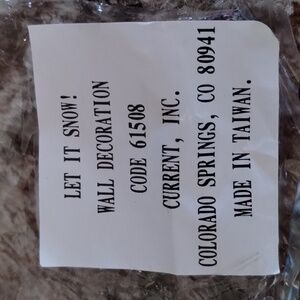 LET IT SNOW!
WALL DECORATION
CODE 61508
CURRENT, INC.
COLORADO SPRINGS, CO 80941
MADE IN TAIWAN.